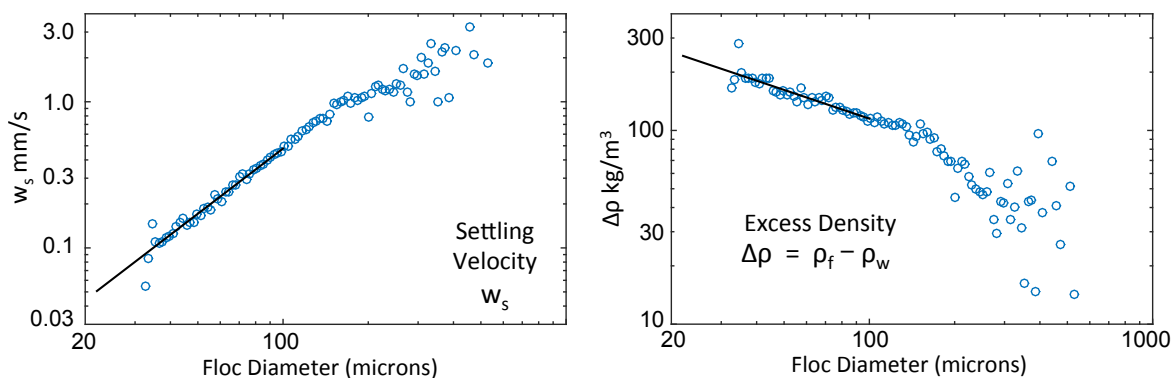 3.0
1.0
0.3
0.1
0.03
w_s mm/s
20
100
Floc Diameter (microns)
Settling
Velocity
w_s
300
100
30
10
Δρ kg/m³
20
100
1000
Floc Diameter (microns)
Excess Density
Δρ = ρ_f − ρ_w